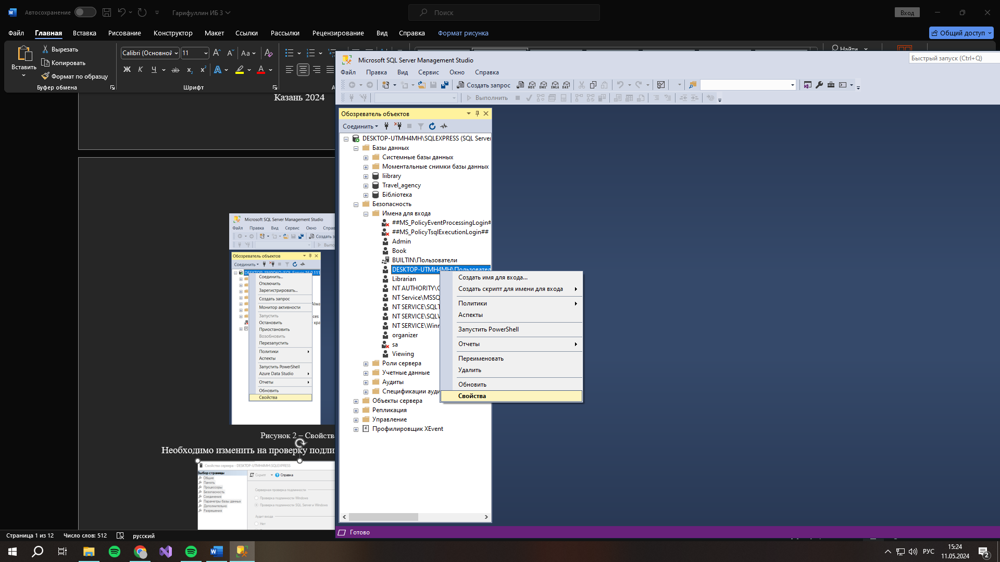 Автосохранение
Гарифуллин ИБ 3
Поиск
Вход
Файл Главная Вставка Рисование Конструктор Макет Ссылки Рассылки Рецензирование Вид Справка Формат рисунка
Общий доступ
Вставить
Вырезать
Копировать
Формат по образцу
Буфер обмена
Calibri (Основной 11
Aa
Ж К Ч ab x₂ x²
Шрифт
Найти
Казань 2024
Microsoft SQL Server Management Studio
Файл Правка Вид Сервис Окно
Создать з
Обозреватель объектов
Соединить
Соединить...
Отключить
Зарегистрировать...
Создать запрос
Монитор активности
Запустить
Остановить
Приостановить
Возобновить
Перезапустить
Политики
Аспекты
Запустить PowerShell
Azure Data Studio
Отчеты
Обновить
Свойства
Рисунок 2 – Свойств
Необходимо изменить на проверку подли
Свойства сервера - DESKTOP-UTMH4MH\SQLEXPRESS
Выбор страницы
Общие
Память
Процессоры
Безопасность
Соединения
Параметры базы данных
Дополнительно
Разрешения
Скрипт Справка
Серверная проверка подлинности
Проверка подлинности Windows
Проверка подлинности SQL Server и Windows
Аудит входа
Нет
Microsoft SQL Server Management Studio
Быстрый запуск (Ctrl+Q)
Файл Правка Вид Сервис Окно Справка
Создать запрос
MDX DMX XMLA DAX
Выполнить
Обозреватель объектов
Соединить
DESKTOP-UTMH4MH\SQLEXPRESS (SQL Server
Базы данных
Системные базы данных
Моментальные снимки базы данных
liibrary
Travel_agency
Бібліотека
Безопасность
Имена для входа
##MS_PolicyEventProcessingLogin#
##MS_PolicyTsqlExecutionLogin##
Admin
Book
BUILTIN\Пользователи
DESKTOP-UTMH4MH\Пользовател
Librarian
NT AUTHORITY\
NT Service\MSSQ
NT SERVICE\SQLT
NT SERVICE\SQLW
NT SERVICE\Winm
organizer
sa
Viewing
Роли сервера
Учетные данные
Аудиты
Спецификации ауди
Объекты сервера
Репликация
Управление
Профилировщик XEvent
Создать имя для входа...
Создать скрипт для имени для входа
Политики
Аспекты
Запустить PowerShell
Отчеты
Переименовать
Удалить
Обновить
Свойства
Готово
Страница 1 из 12 Число слов: 512 русский
РУС
15:24
11.05.2024
2